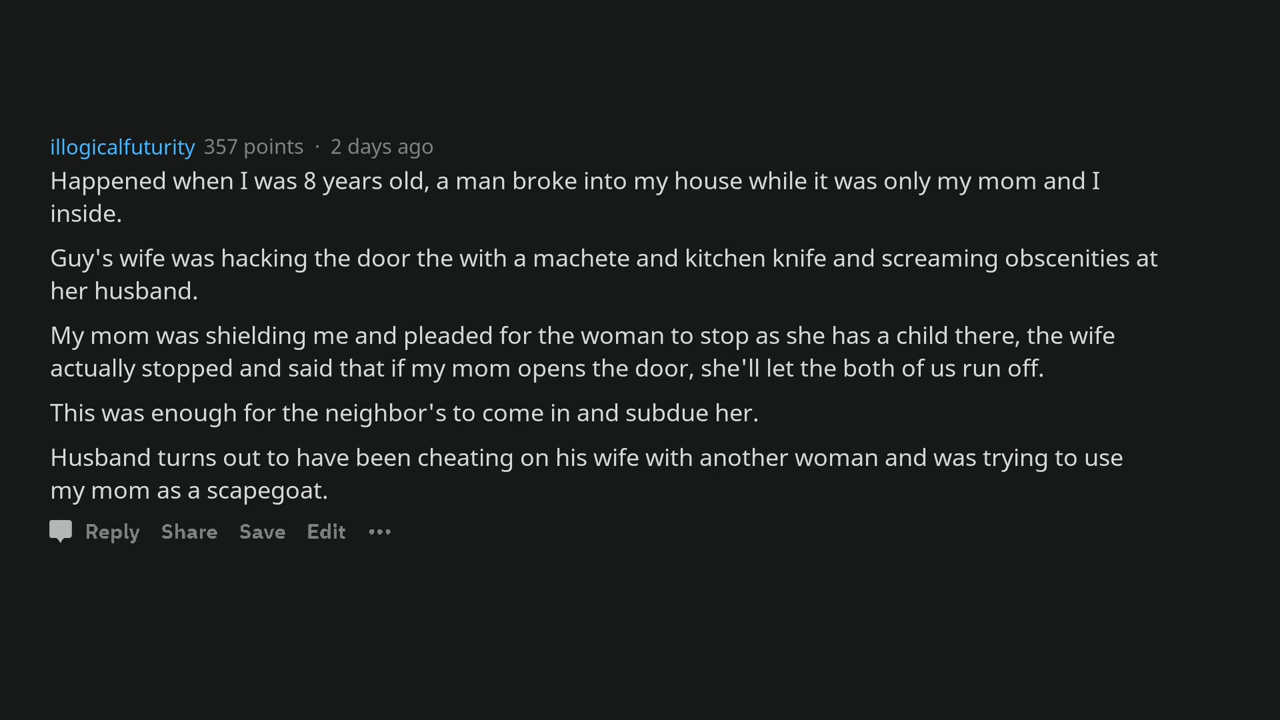 illogicalfuturity 357 points · 2 days ago
Happened when I was 8 years old, a man broke into my house while it was only my mom and I
inside.
Guy's wife was hacking the door the with a machete and kitchen knife and screaming obscenities at
her husband.
My mom was shielding me and pleaded for the woman to stop as she has a child there, the wife
actually stopped and said that if my mom opens the door, she'll let the both of us run off.
This was enough for the neighbor's to come in and subdue her.
Husband turns out to have been cheating on his wife with another woman and was trying to use
my mom as a scapegoat.
Reply Share Save Edit •••